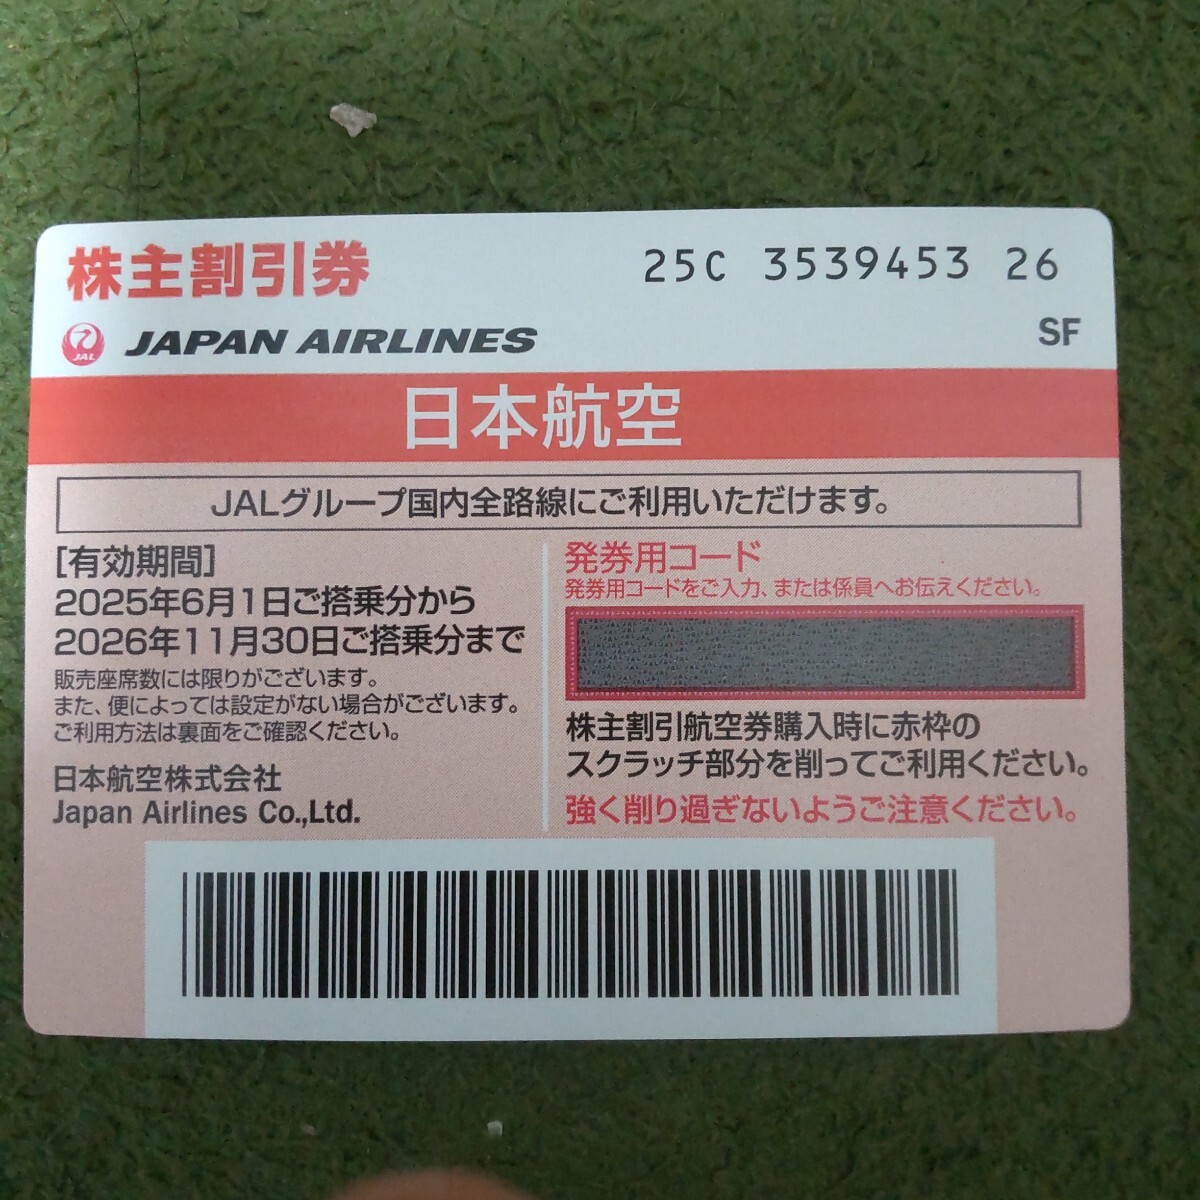 株主割引券
25C 3539453 26
JAL JAPAN AIRLINES
SF
日本航空
JALグループ国内全路線にご利用いただけます。
[有効期間]
2025年6月1日ご搭乗分から
2026年11月30日ご搭乗分まで
販売座席数には限りがございます。
また、便によっては設定がない場合がございます。
ご利用方法は裏面をご確認ください。
日本航空株式会社
Japan Airlines Co.,Ltd.
発券用コード
発券用コードをご入力、または係員へお伝えください。
株主割引航空券購入時に赤枠の
スクラッチ部分を削ってご利用ください。
強く削り過ぎないようご注意ください。